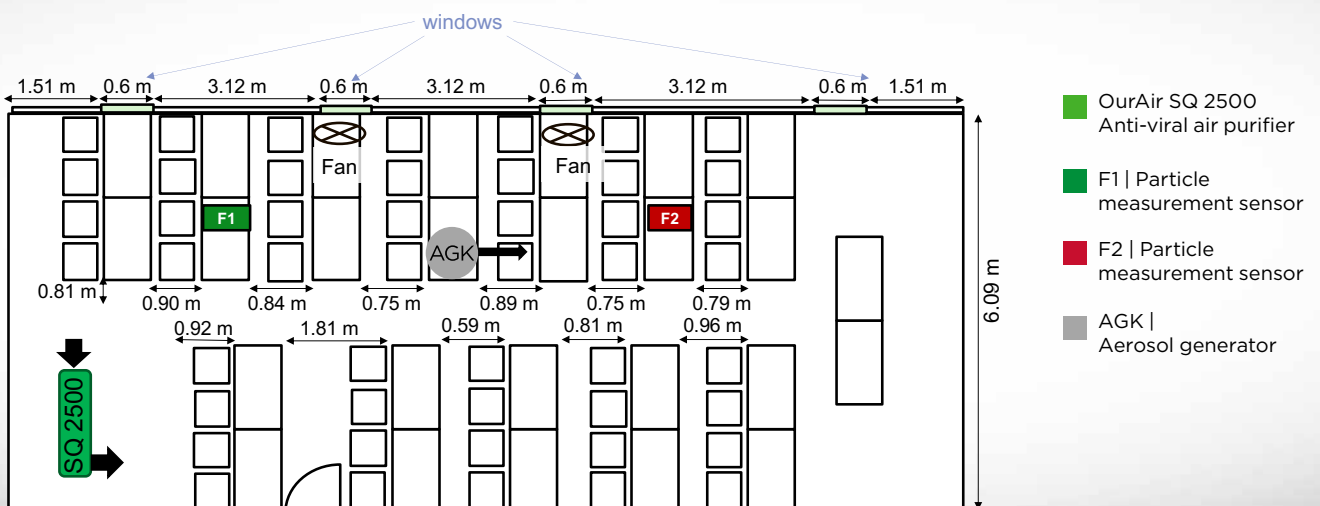 windows
1.51 m
0.6 m
3.12 m
0.6 m
3.12 m
0.6 m
3.12 m
0.6 m
1.51 m
Fan
Fan
F1
F2
AGK
0.81 m
0.90 m
0.84 m
0.75 m
0.89 m
0.75 m
0.79 m
0.92 m
1.81 m
0.59 m
0.81 m
0.96 m
6.09 m
SQ 2500
OurAir SQ 2500
Anti-viral air purifier
F1 | Particle
measurement sensor
F2 | Particle
measurement sensor
AGK |
Aerosol generator